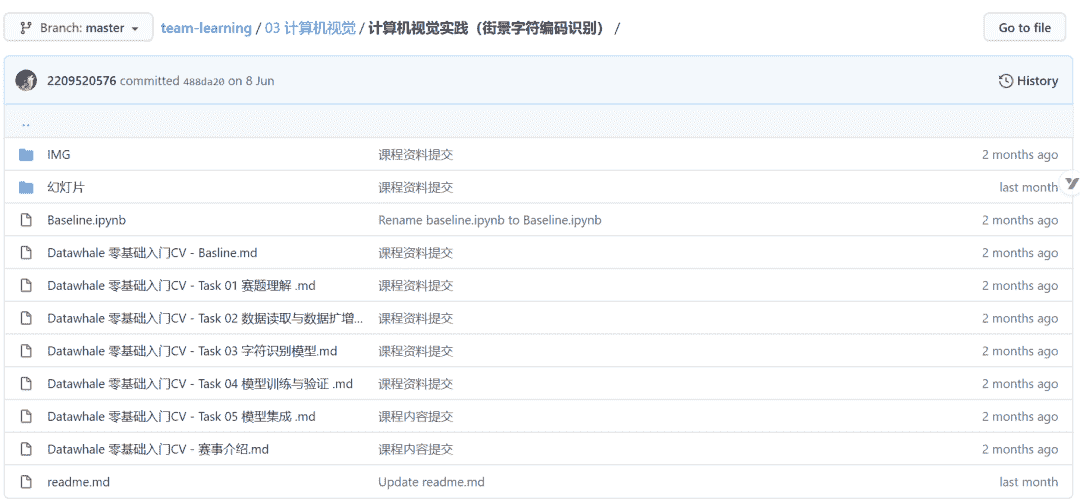 Branch: master team-learning / 03 计算机视觉 / 计算机视觉实践（街景字符编码识别） / Go to file
2209520576 committed 488da20 on 8 Jun History
..
IMG 课程资料提交 2 months ago
幻灯片 课程资料提交 last month
Baseline.ipynb Rename baseline.ipynb to Baseline.ipynb 2 months ago
Datawhale 零基础入门CV - Basline.md 课程资料提交 2 months ago
Datawhale 零基础入门CV - Task 01 赛题理解 .md 课程资料提交 2 months ago
Datawhale 零基础入门CV - Task 02 数据读取与数据扩增... 课程资料提交 2 months ago
Datawhale 零基础入门CV - Task 03 字符识别模型.md 课程资料提交 2 months ago
Datawhale 零基础入门CV - Task 04 模型训练与验证 .md 课程资料提交 2 months ago
Datawhale 零基础入门CV - Task 05 模型集成 .md 课程内容提交 2 months ago
Datawhale 零基础入门CV - 赛事介绍.md 课程内容提交 2 months ago
readme.md Update readme.md last month